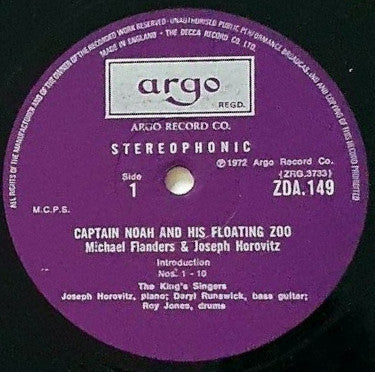 ALL RIGHTS OF THE MANUFACTURER AND OF THE OWNER OF THE RECORDED WORK RESERVED · UNAUTHORISED PUBLIC PERFORMANCE BROADCASTING AND COPYING OF THIS RECORD PROHIBITED
MADE IN ENGLAND · THE DECCA RECORD CO. LTD.
argo
REGD.
ARGO RECORD CO.
STEREOPHONIC
Side
1
℗1972 Argo Record Co.
(ZRG.3733)
ZDA.149
M.C.P.S.
CAPTAIN NOAH AND HIS FLOATING ZOO
Michael Flanders & Joseph Horovitz
Introduction
Nos. 1 - 10
The King's Singers
Joseph Horovitz, piano; Daryl Runswick, bass guitar;
Roy Jones, drums